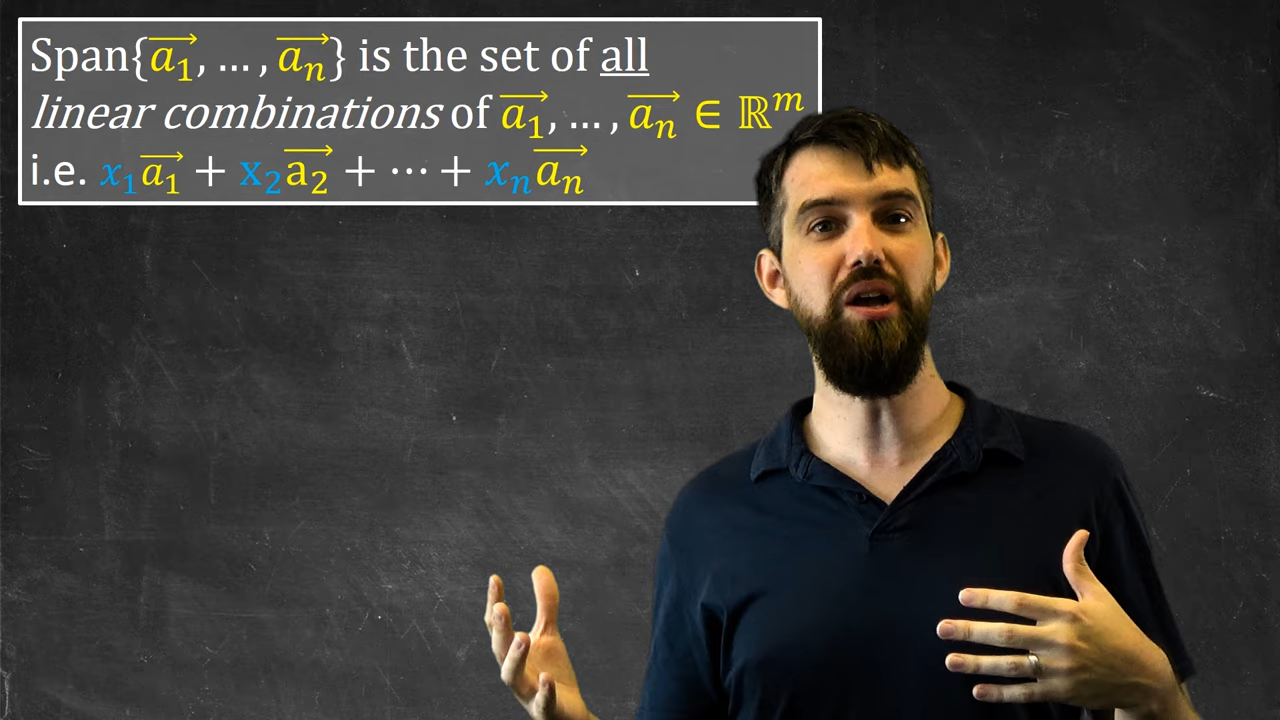 Span{a₁⃗, … , aₙ⃗} is the set of all
linear combinations of a₁⃗, … , aₙ⃗ ∈ ℝᵐ
i.e. x₁a₁⃗ + x₂a₂⃗ + ⋯ + xₙaₙ⃗